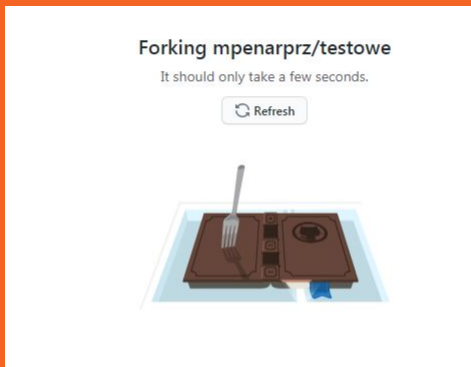 Forking mpenarprz/testowe
It should only take a few seconds.
Refresh